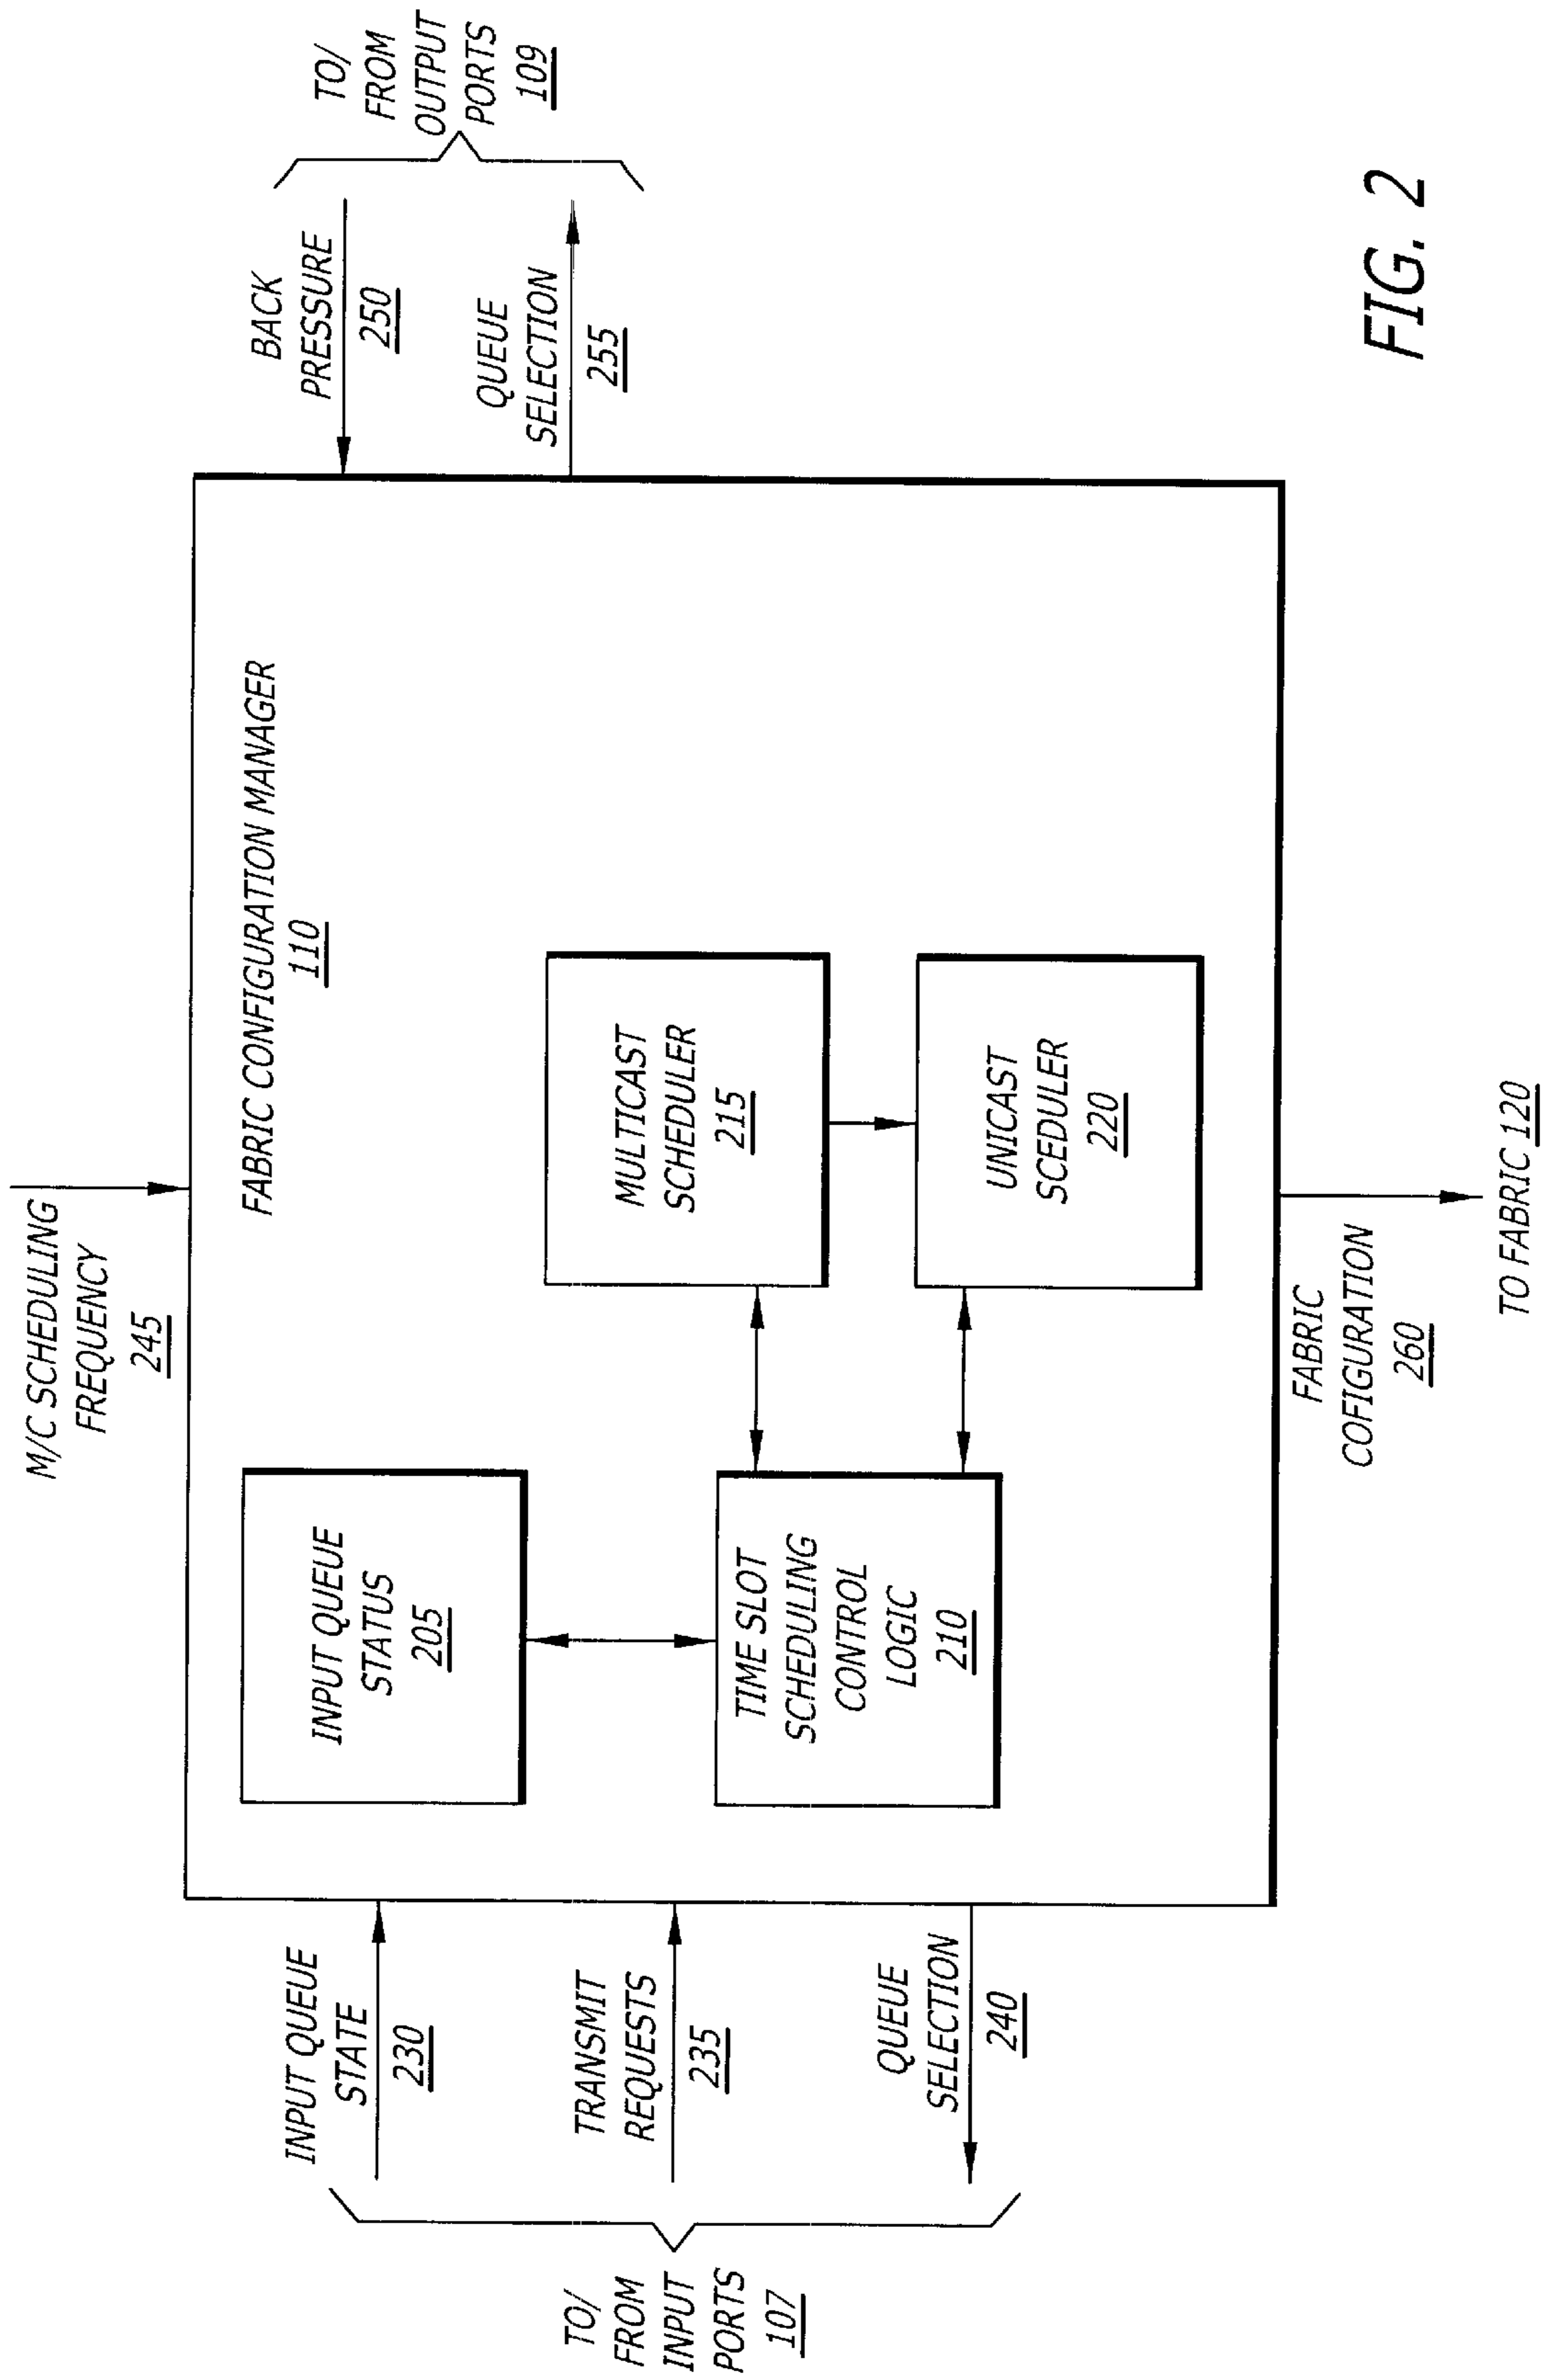 M/C SCHEDULING
FREQUENCY
245
FABRIC CONFIGURATION MANAGER
110
INPUT QUEUE
STATUS
205
TIME SLOT
SCHEDULING
CONTROL
LOGIC
210
MULTICAST
SCHEDULER
215
UNICAST
SCEDULER
220
INPUT QUEUE
STATE
230
TRANSMIT
REQUESTS
235
QUEUE
SELECTION
240
TO/
FROM
INPUT
PORTS
107
BACK
PRESSURE
250
QUEUE
SELECTION
255
TO/
FROM
OUTPUT
PORTS
109
FABRIC
COFIGURATION
260
TO FABRIC 120
FIG. 2